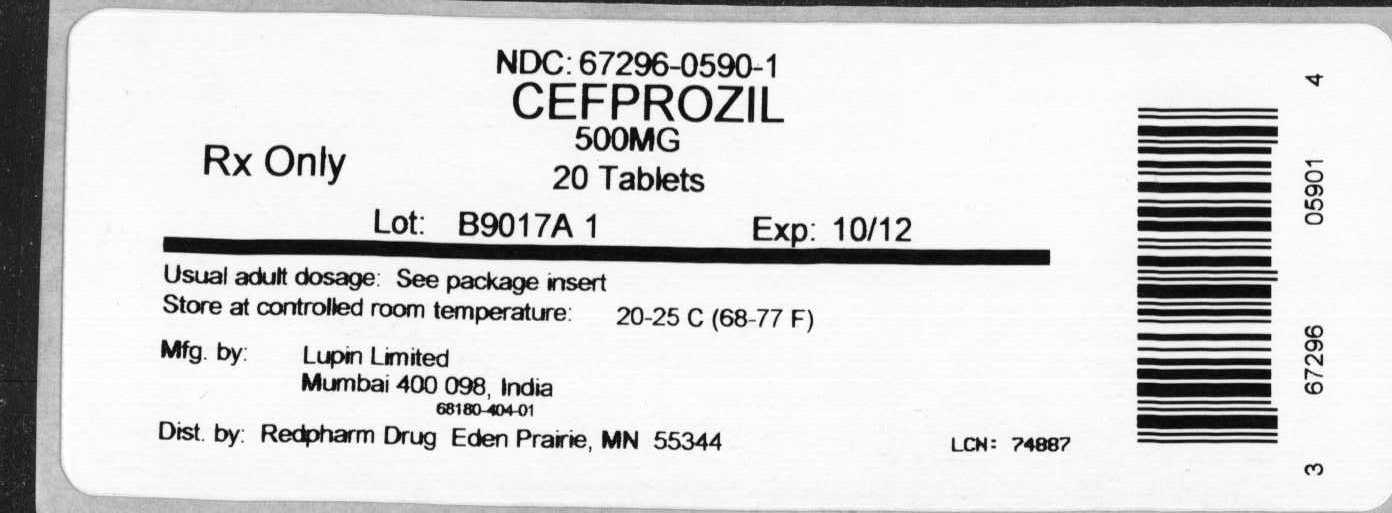 NDC: 67296-0590-1
CEFPROZIL
500MG
Rx Only
20 Tablets
Lot: B9017A 1 Exp: 10/12
Usual adult dosage: See package insert
Store at controlled room temperature: 20-25 C (68-77 F)
Mfg. by: Lupin Limited
Mumbai 400 098, India
68180-404-01
Dist. by: Redpharm Drug Eden Prairie, MN 55344
LCN: 74887
3 67296 05901 4